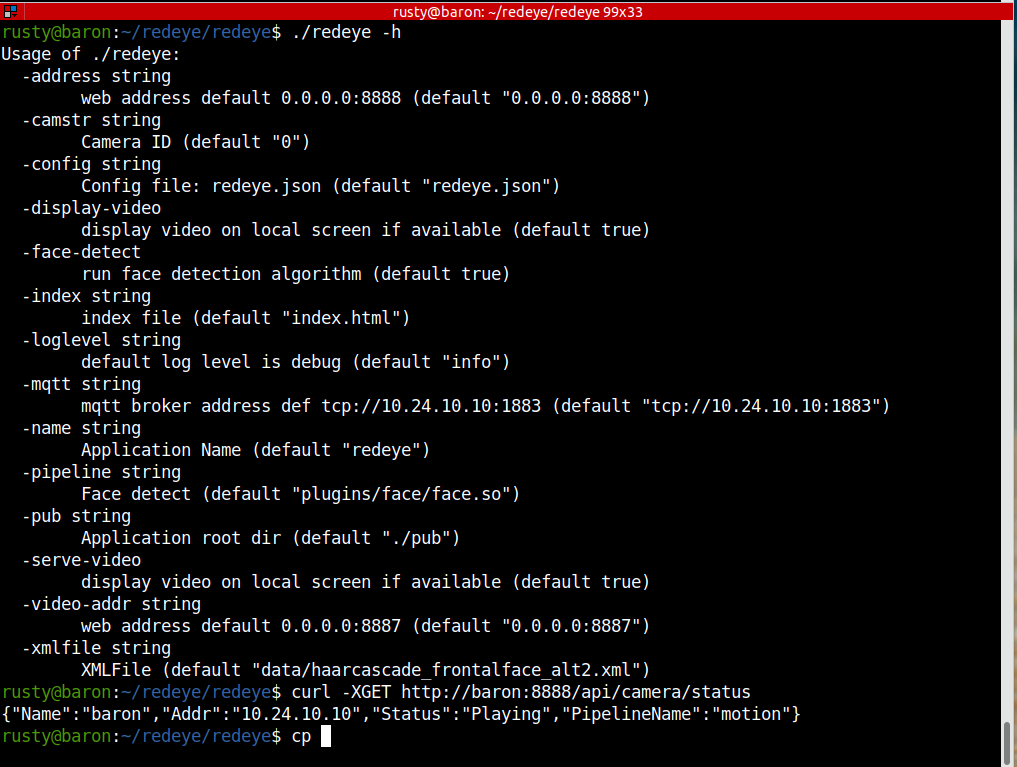 rusty@baron: ~/redeye/redeye 99x33
rusty@baron:~/redeye/redeye$ ./redeye -h
Usage of ./redeye:
  -address string
        web address default 0.0.0.0:8888 (default "0.0.0.0:8888")
  -camstr string
        Camera ID (default "0")
  -config string
        Config file: redeye.json (default "redeye.json")
  -display-video
        display video on local screen if available (default true)
  -face-detect
        run face detection algorithm (default true)
  -index string
        index file (default "index.html")
  -loglevel string
        default log level is debug (default "info")
  -mqtt string
        mqtt broker address def tcp://10.24.10.10:1883 (default "tcp://10.24.10.10:1883")
  -name string
        Application Name (default "redeye")
  -pipeline string
        Face detect (default "plugins/face/face.so")
  -pub string
        Application root dir (default "./pub")
  -serve-video
        display video on local screen if available (default true)
  -video-addr string
        web address default 0.0.0.0:8887 (default "0.0.0.0:8887")
  -xmlfile string
        XMLFile (default "data/haarcascade_frontalface_alt2.xml")
rusty@baron:~/redeye/redeye$ curl -XGET http://baron:8888/api/camera/status
{"Name":"baron","Addr":"10.24.10.10","Status":"Playing","PipelineName":"motion"}
rusty@baron:~/redeye/redeye$ cp